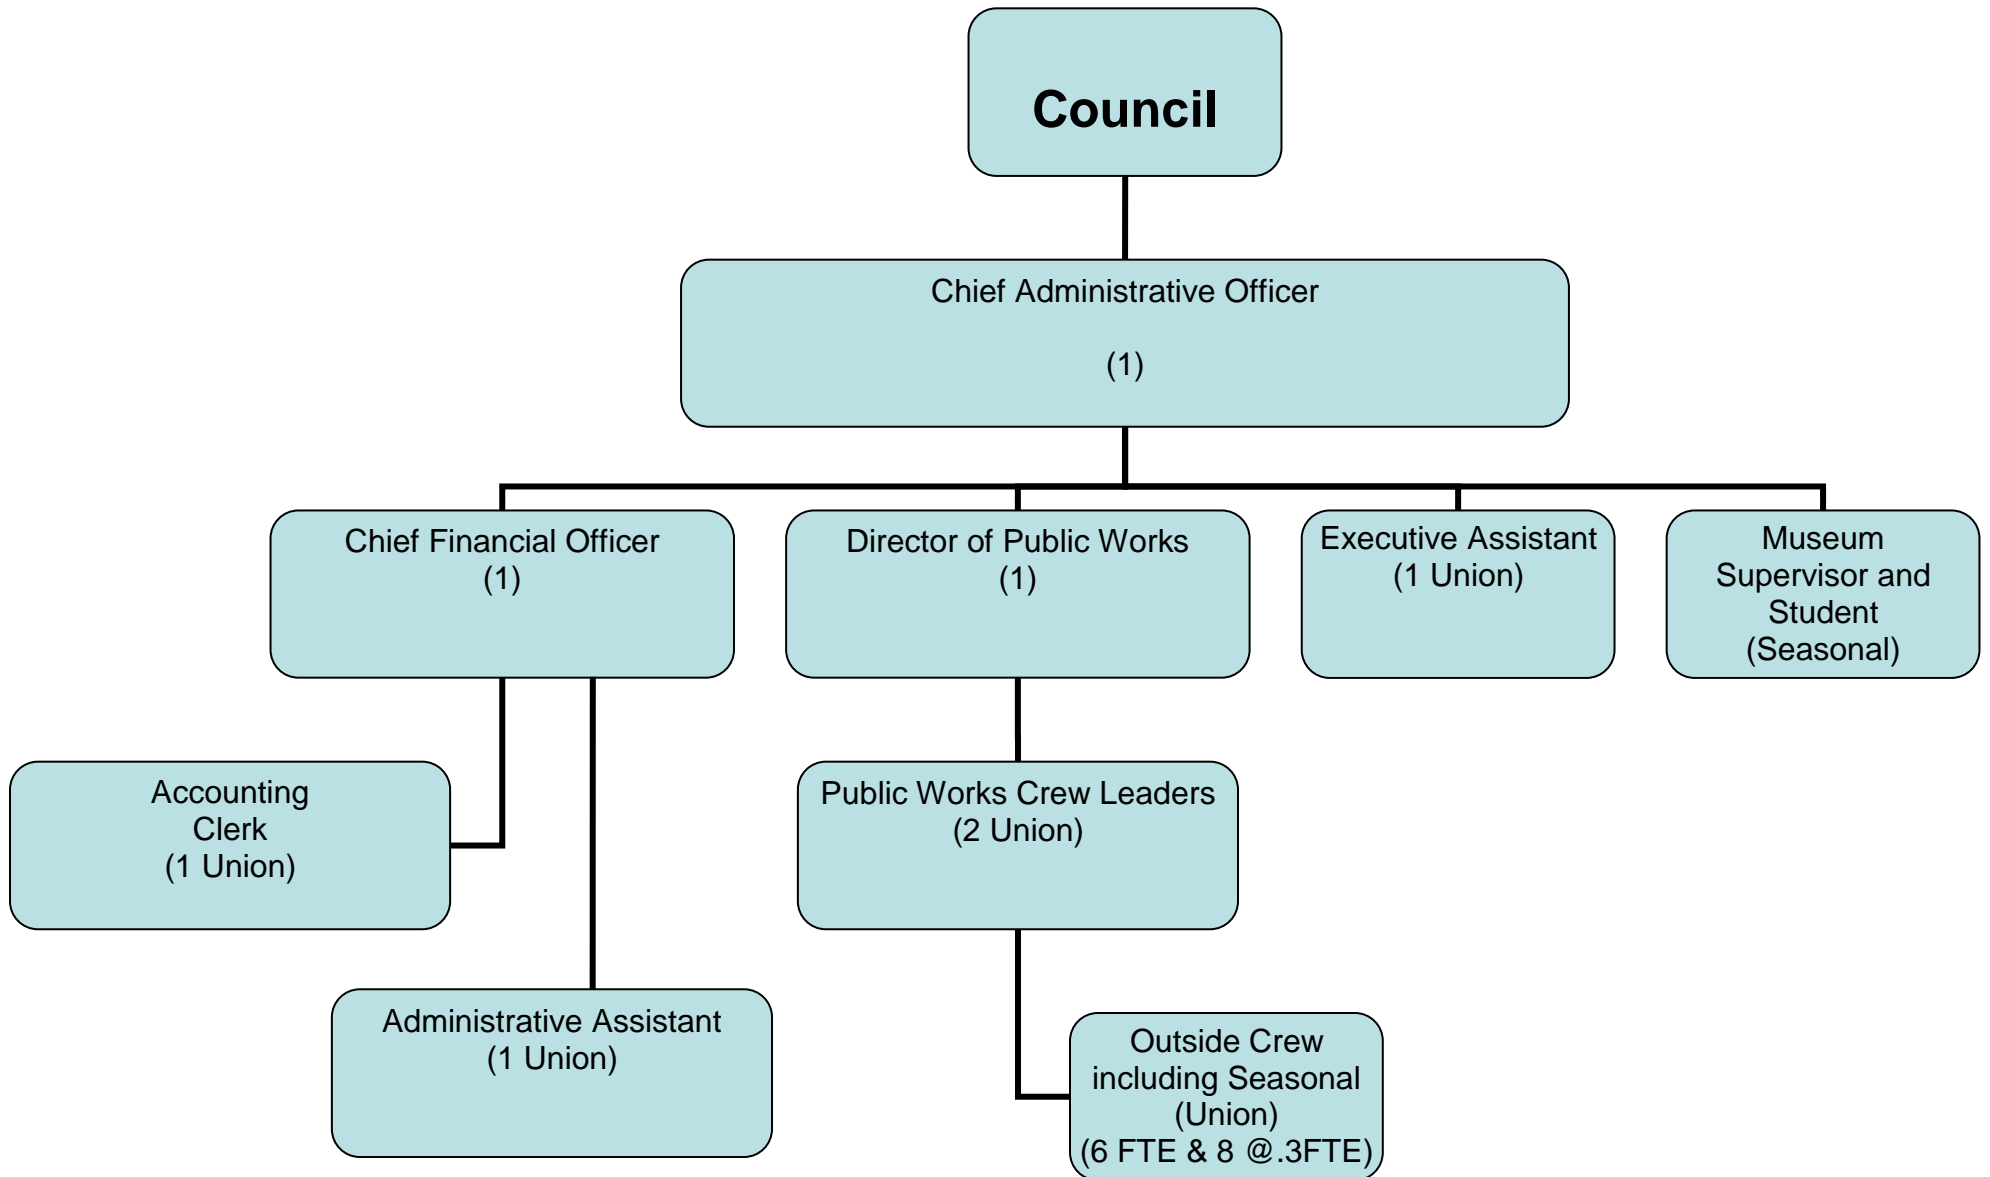 Council
Chief Administrative Officer
(1)
Chief Financial Officer
(1)
Director of Public Works
(1)
Executive Assistant
(1 Union)
Museum
Supervisor and
Student
(Seasonal)
Accounting
Clerk
(1 Union)
Public Works Crew Leaders
(2 Union)
Administrative Assistant
(1 Union)
Outside Crew
including Seasonal
(Union)
(6 FTE & 8 @.3FTE)